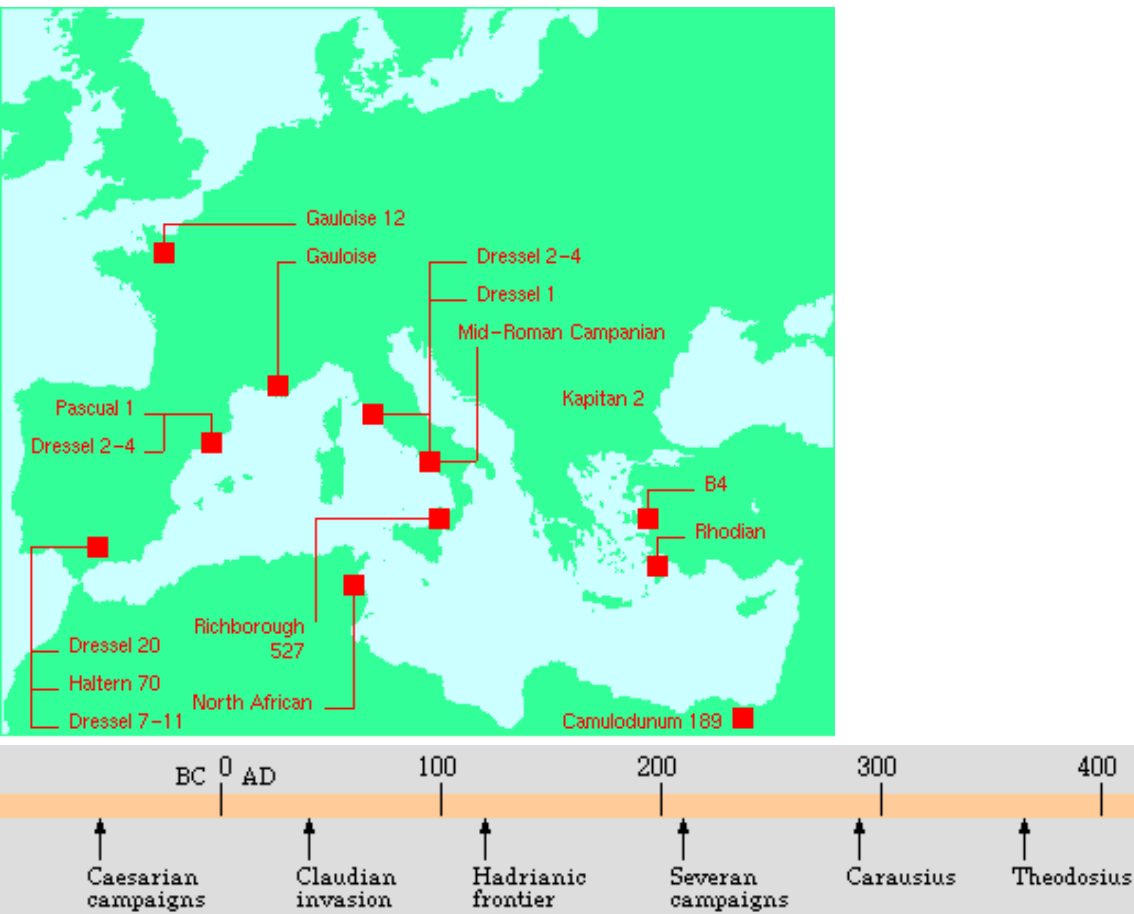 Gauloise 12
Gauloise
Dressel 2-4
Dressel 1
Mid-Roman Campanian
Kapitan 2
Pascual 1
Dressel 2-4
B4
Rhodian
Richborough
527
Dressel 20
Haltern 70
North African
Dressel 7-11
Camulodunum 189
BC 0 AD 100 200 300 400
Caesarian
campaigns
Claudian
invasion
Hadrianic
frontier
Severan
campaigns
Carausius
Theodosius